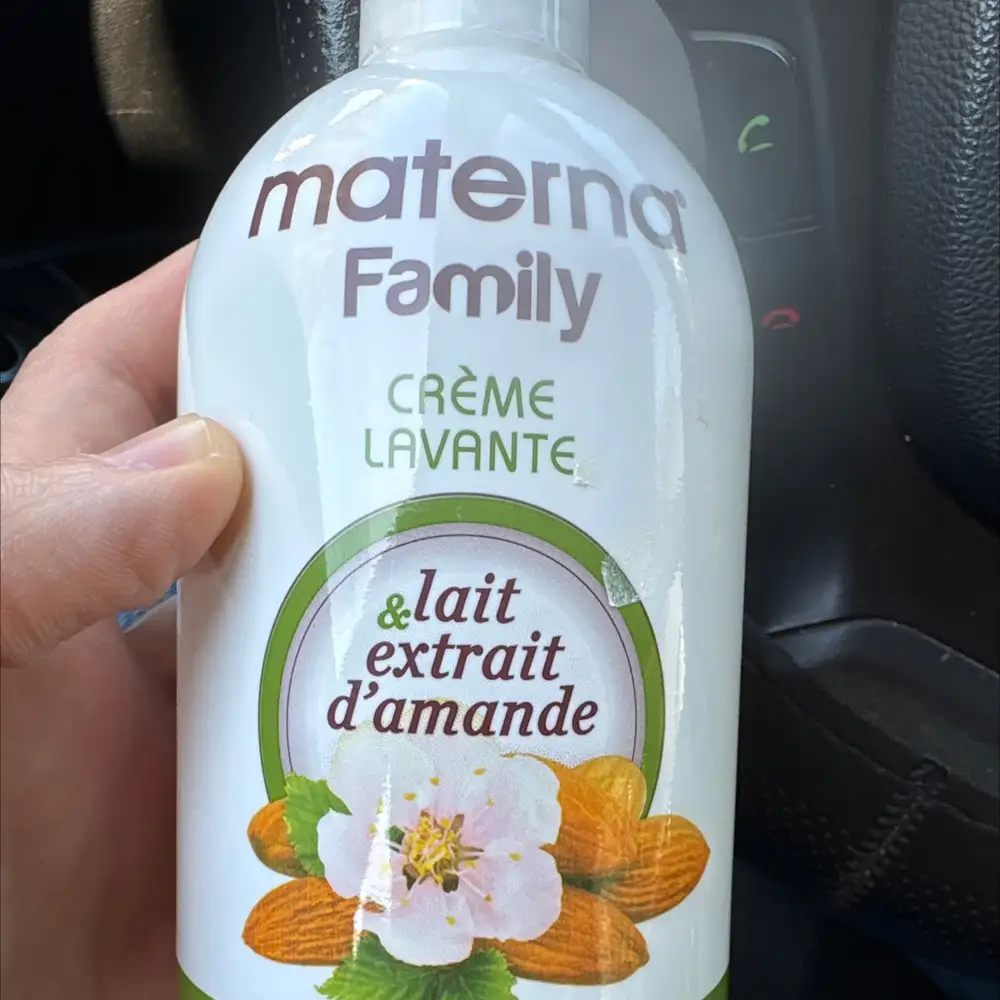 materna
Family
CRÈME
LAVANTE
& lait
extrait
d'amande